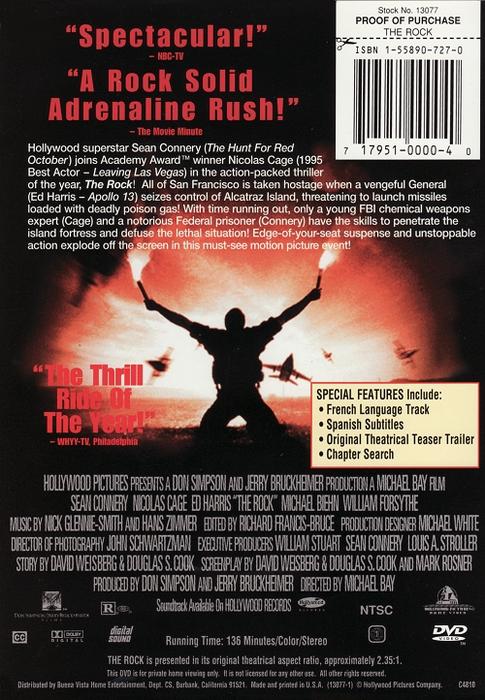 Stock No. 13077
PROOF OF PURCHASE
THE ROCK
ISBN 1-55890-727-0
7 17951-0000-4 0
"Spectacular!"
– NBC-TV
"A Rock Solid
Adrenaline Rush!"
– The Movie Minute
Hollywood superstar Sean Connery (The Hunt For Red
October) joins Academy Award™ winner Nicolas Cage (1995
Best Actor – Leaving Las Vegas) in the action-packed thriller
of the year, The Rock! All of San Francisco is taken hostage when a vengeful General
(Ed Harris – Apollo 13) seizes control of Alcatraz Island, threatening to launch missiles
loaded with deadly poison gas! With time running out, only a young FBI chemical weapons
expert (Cage) and a notorious Federal prisoner (Connery) have the skills to penetrate the
island fortress and defuse the lethal situation! Edge-of-your-seat suspense and unstoppable
action explode off the screen in this must-see motion picture event!
"The Thrill
Ride Of
The Year!"
– WHYY-TV, Philadelphia
SPECIAL FEATURES Include:
• French Language Track
• Spanish Subtitles
• Original Theatrical Teaser Trailer
• Chapter Search
HOLLYWOOD PICTURES PRESENTS A DON SIMPSON AND JERRY BRUCKHEIMER PRODUCTION A MICHAEL BAY FILM
SEAN CONNERY NICOLAS CAGE ED HARRIS "THE ROCK" MICHAEL BIEHN WILLIAM FORSYTHE
MUSIC BY NICK GLENNIE-SMITH AND HANS ZIMMER EDITED BY RICHARD FRANCIS-BRUCE PRODUCTION DESIGNER MICHAEL WHITE
DIRECTOR OF PHOTOGRAPHY JOHN SCHWARTZMAN EXECUTIVE PRODUCERS WILLIAM STUART SEAN CONNERY LOUIS A. STROLLER
STORY BY DAVID WEISBERG & DOUGLAS S. COOK SCREENPLAY BY DAVID WEISBERG & DOUGLAS S. COOK AND MARK ROSNER
PRODUCED BY DON SIMPSON AND JERRY BRUCKHEIMER DIRECTED BY MICHAEL BAY
R
Soundtrack Available On HOLLYWOOD RECORDS
NTSC
CC
DOLBY
DIGITAL
digital
SOUND
Running Time: 136 Minutes/Color/Stereo
1
DVD
VIDEO
THE ROCK is presented in its original theatrical aspect ratio, approximately 2.35:1.
This DVD is for private home viewing only. It is not licensed for any other use. All other rights reserved.
Distributed by Buena Vista Home Entertainment, Dept. CS, Burbank, California 91521. Made and printed in U.S.A. (13077-1) © Hollywood Pictures Company. C4810